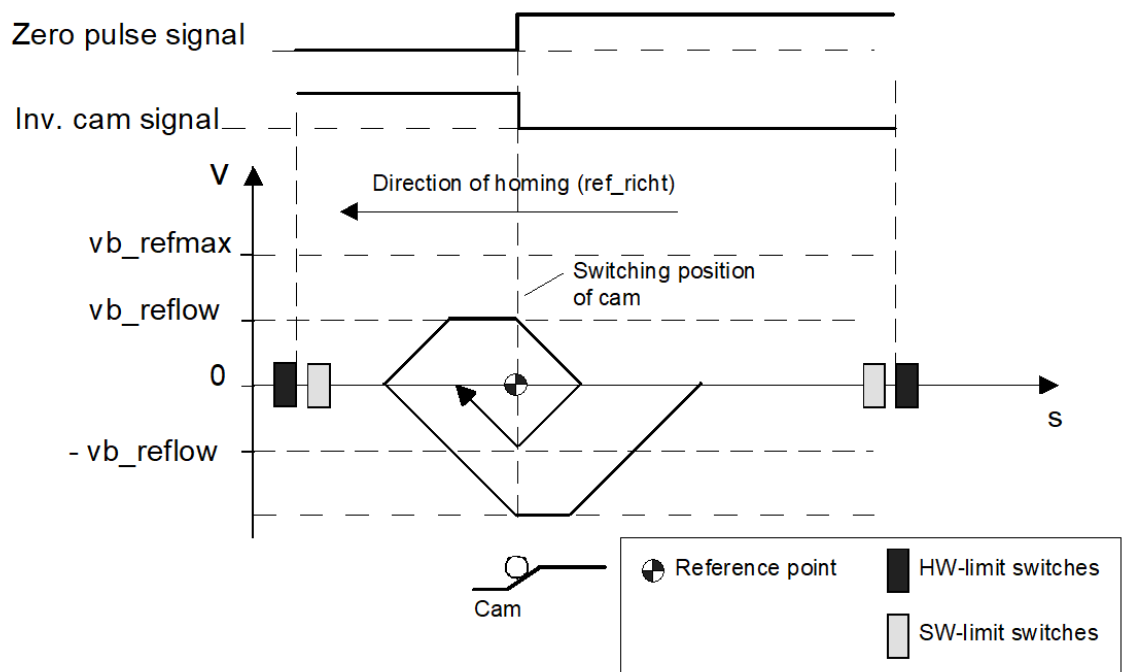 Zero pulse signal
Inv. cam signal
V
Direction of homing (ref_richt)
vb_refmax
Switching position
of cam
vb_reflow
0
s
- vb_reflow
Cam
Reference point
HW-limit switches
SW-limit switches